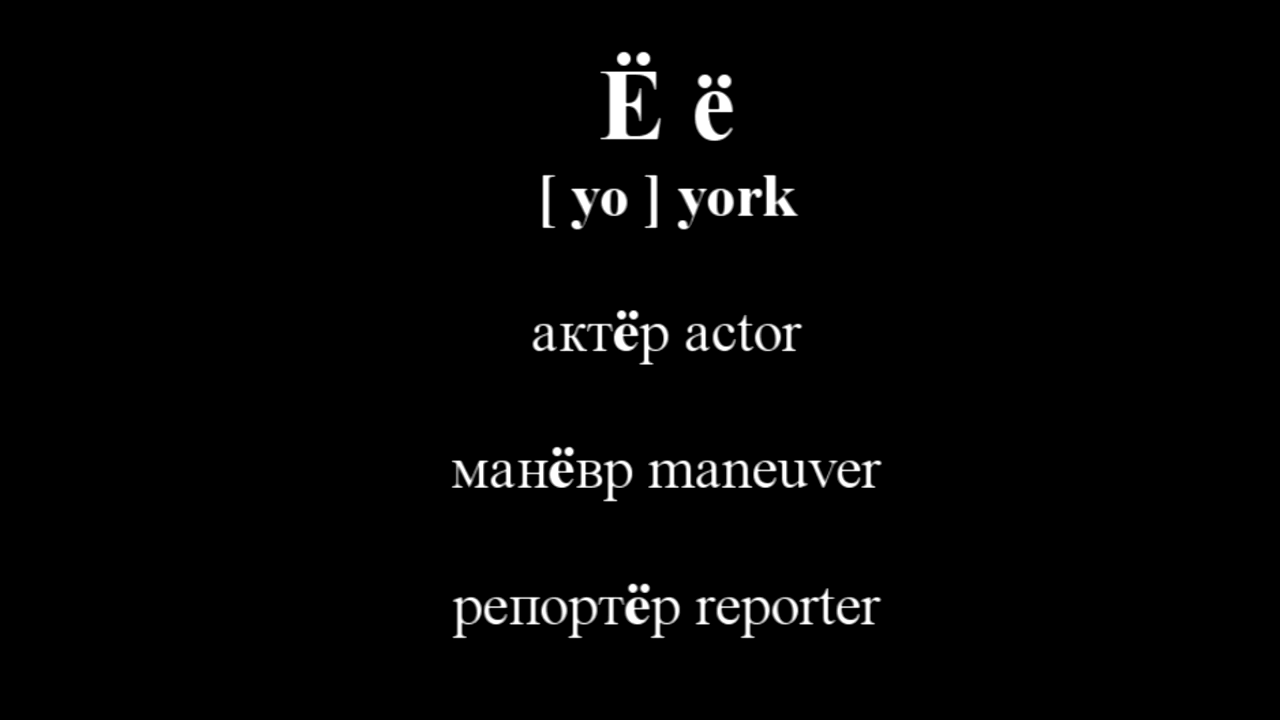 Ё ё
[ yo ] york
актёр actor
манёвр maneuver
репортёр reporter